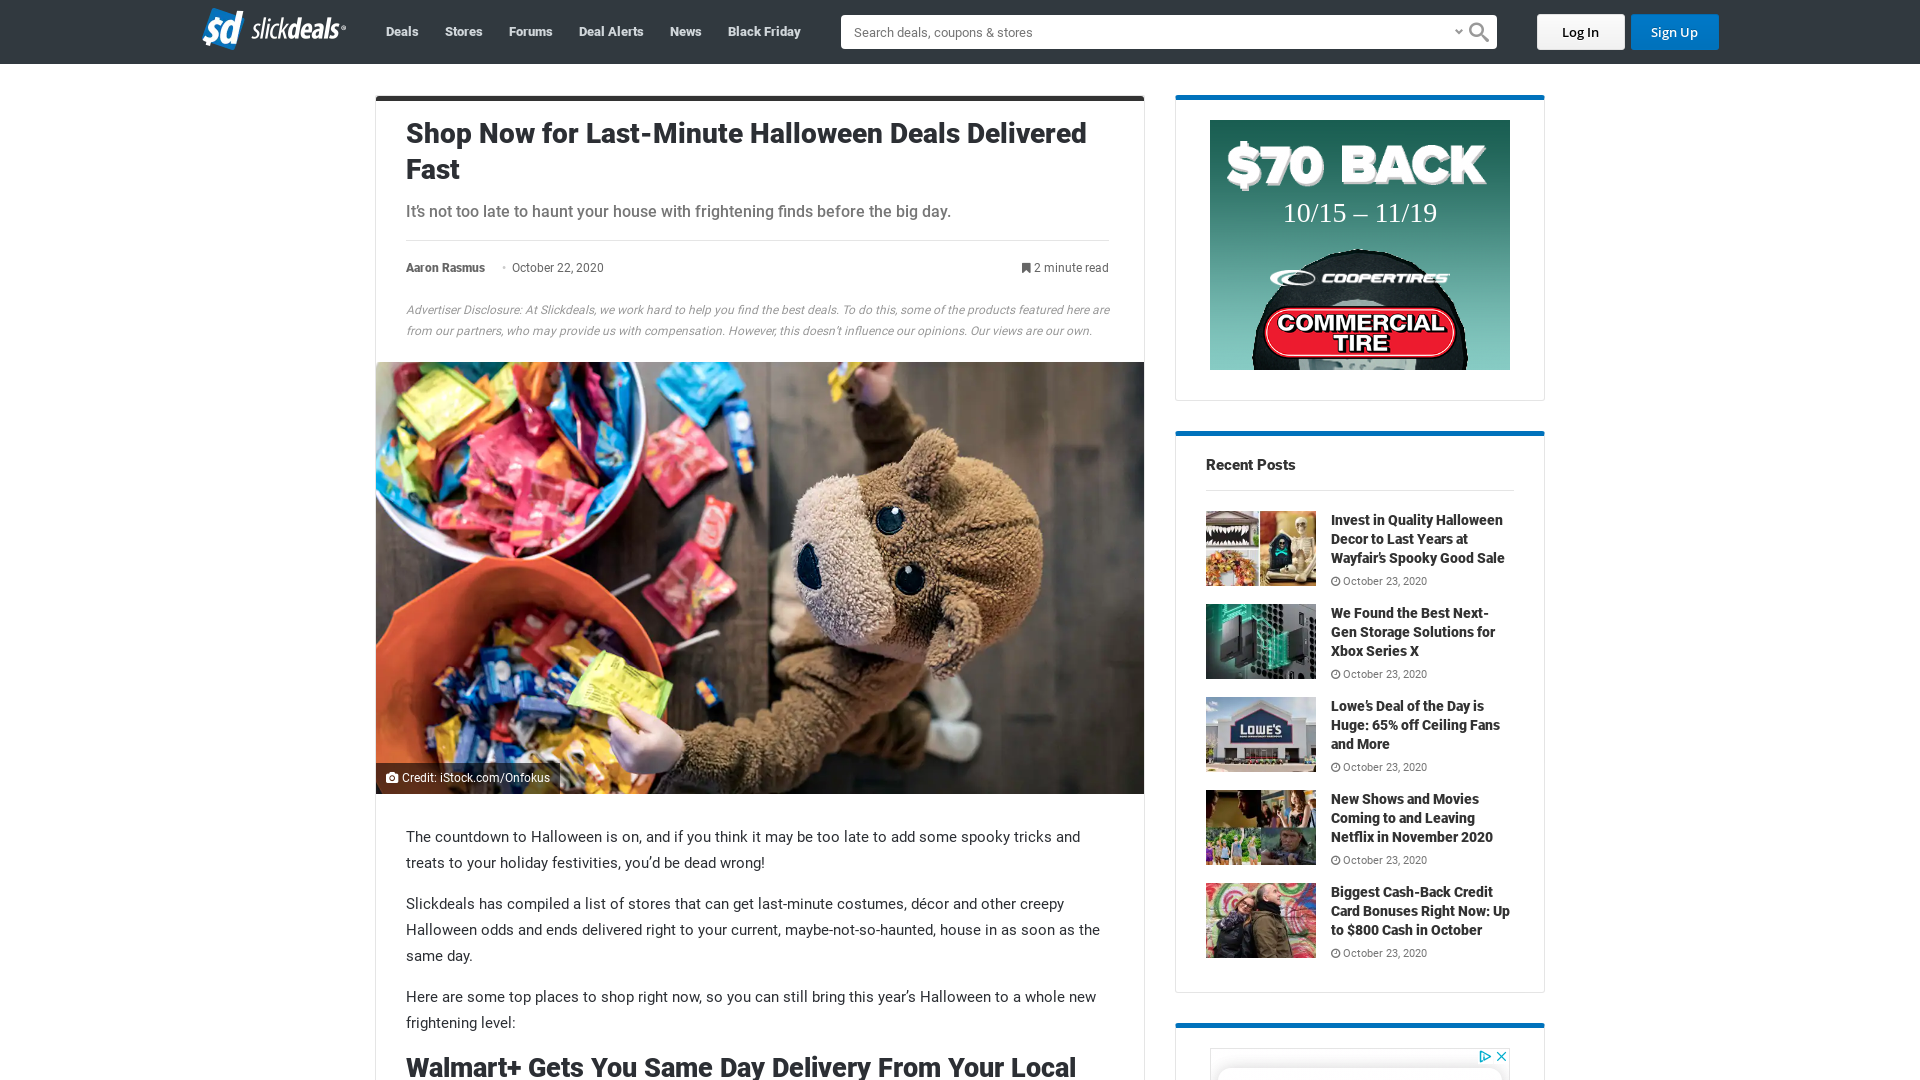 $d slickdeals®
Deals
Stores
Forums
Deal Alerts
News
Black Friday
Search deals, coupons & stores
Log In
Sign Up
Shop Now for Last-Minute Halloween Deals Delivered
Fast
It’s not too late to haunt your house with frightening finds before the big day.
Aaron Rasmus • October 22, 2020
2 minute read
Advertiser Disclosure: At Slickdeals, we work hard to help you find the best deals. To do this, some of the products featured here are
from our partners, who may provide us with compensation. However, this doesn’t influence our opinions. Our views are our own.
Credit: iStock.com/Onfokus
The countdown to Halloween is on, and if you think it may be too late to add some spooky tricks and
treats to your holiday festivities, you’d be dead wrong!
Slickdeals has compiled a list of stores that can get last-minute costumes, décor and other creepy
Halloween odds and ends delivered right to your current, maybe-not-so-haunted, house in as soon as the
same day.
Here are some top places to shop right now, so you can still bring this year’s Halloween to a whole new
frightening level:
Walmart+ Gets You Same Day Delivery From Your Local
$70 BACK
10/15 – 11/19
COOPERTIRES
COMMERCIAL
TIRE
Recent Posts
Invest in Quality Halloween
Decor to Last Years at
Wayfair’s Spooky Good Sale
October 23, 2020
We Found the Best Next-
Gen Storage Solutions for
Xbox Series X
October 23, 2020
LOWE'S
Lowe’s Deal of the Day is
Huge: 65% off Ceiling Fans
and More
October 23, 2020
New Shows and Movies
Coming to and Leaving
Netflix in November 2020
October 23, 2020
Biggest Cash-Back Credit
Card Bonuses Right Now: Up
to $800 Cash in October
October 23, 2020